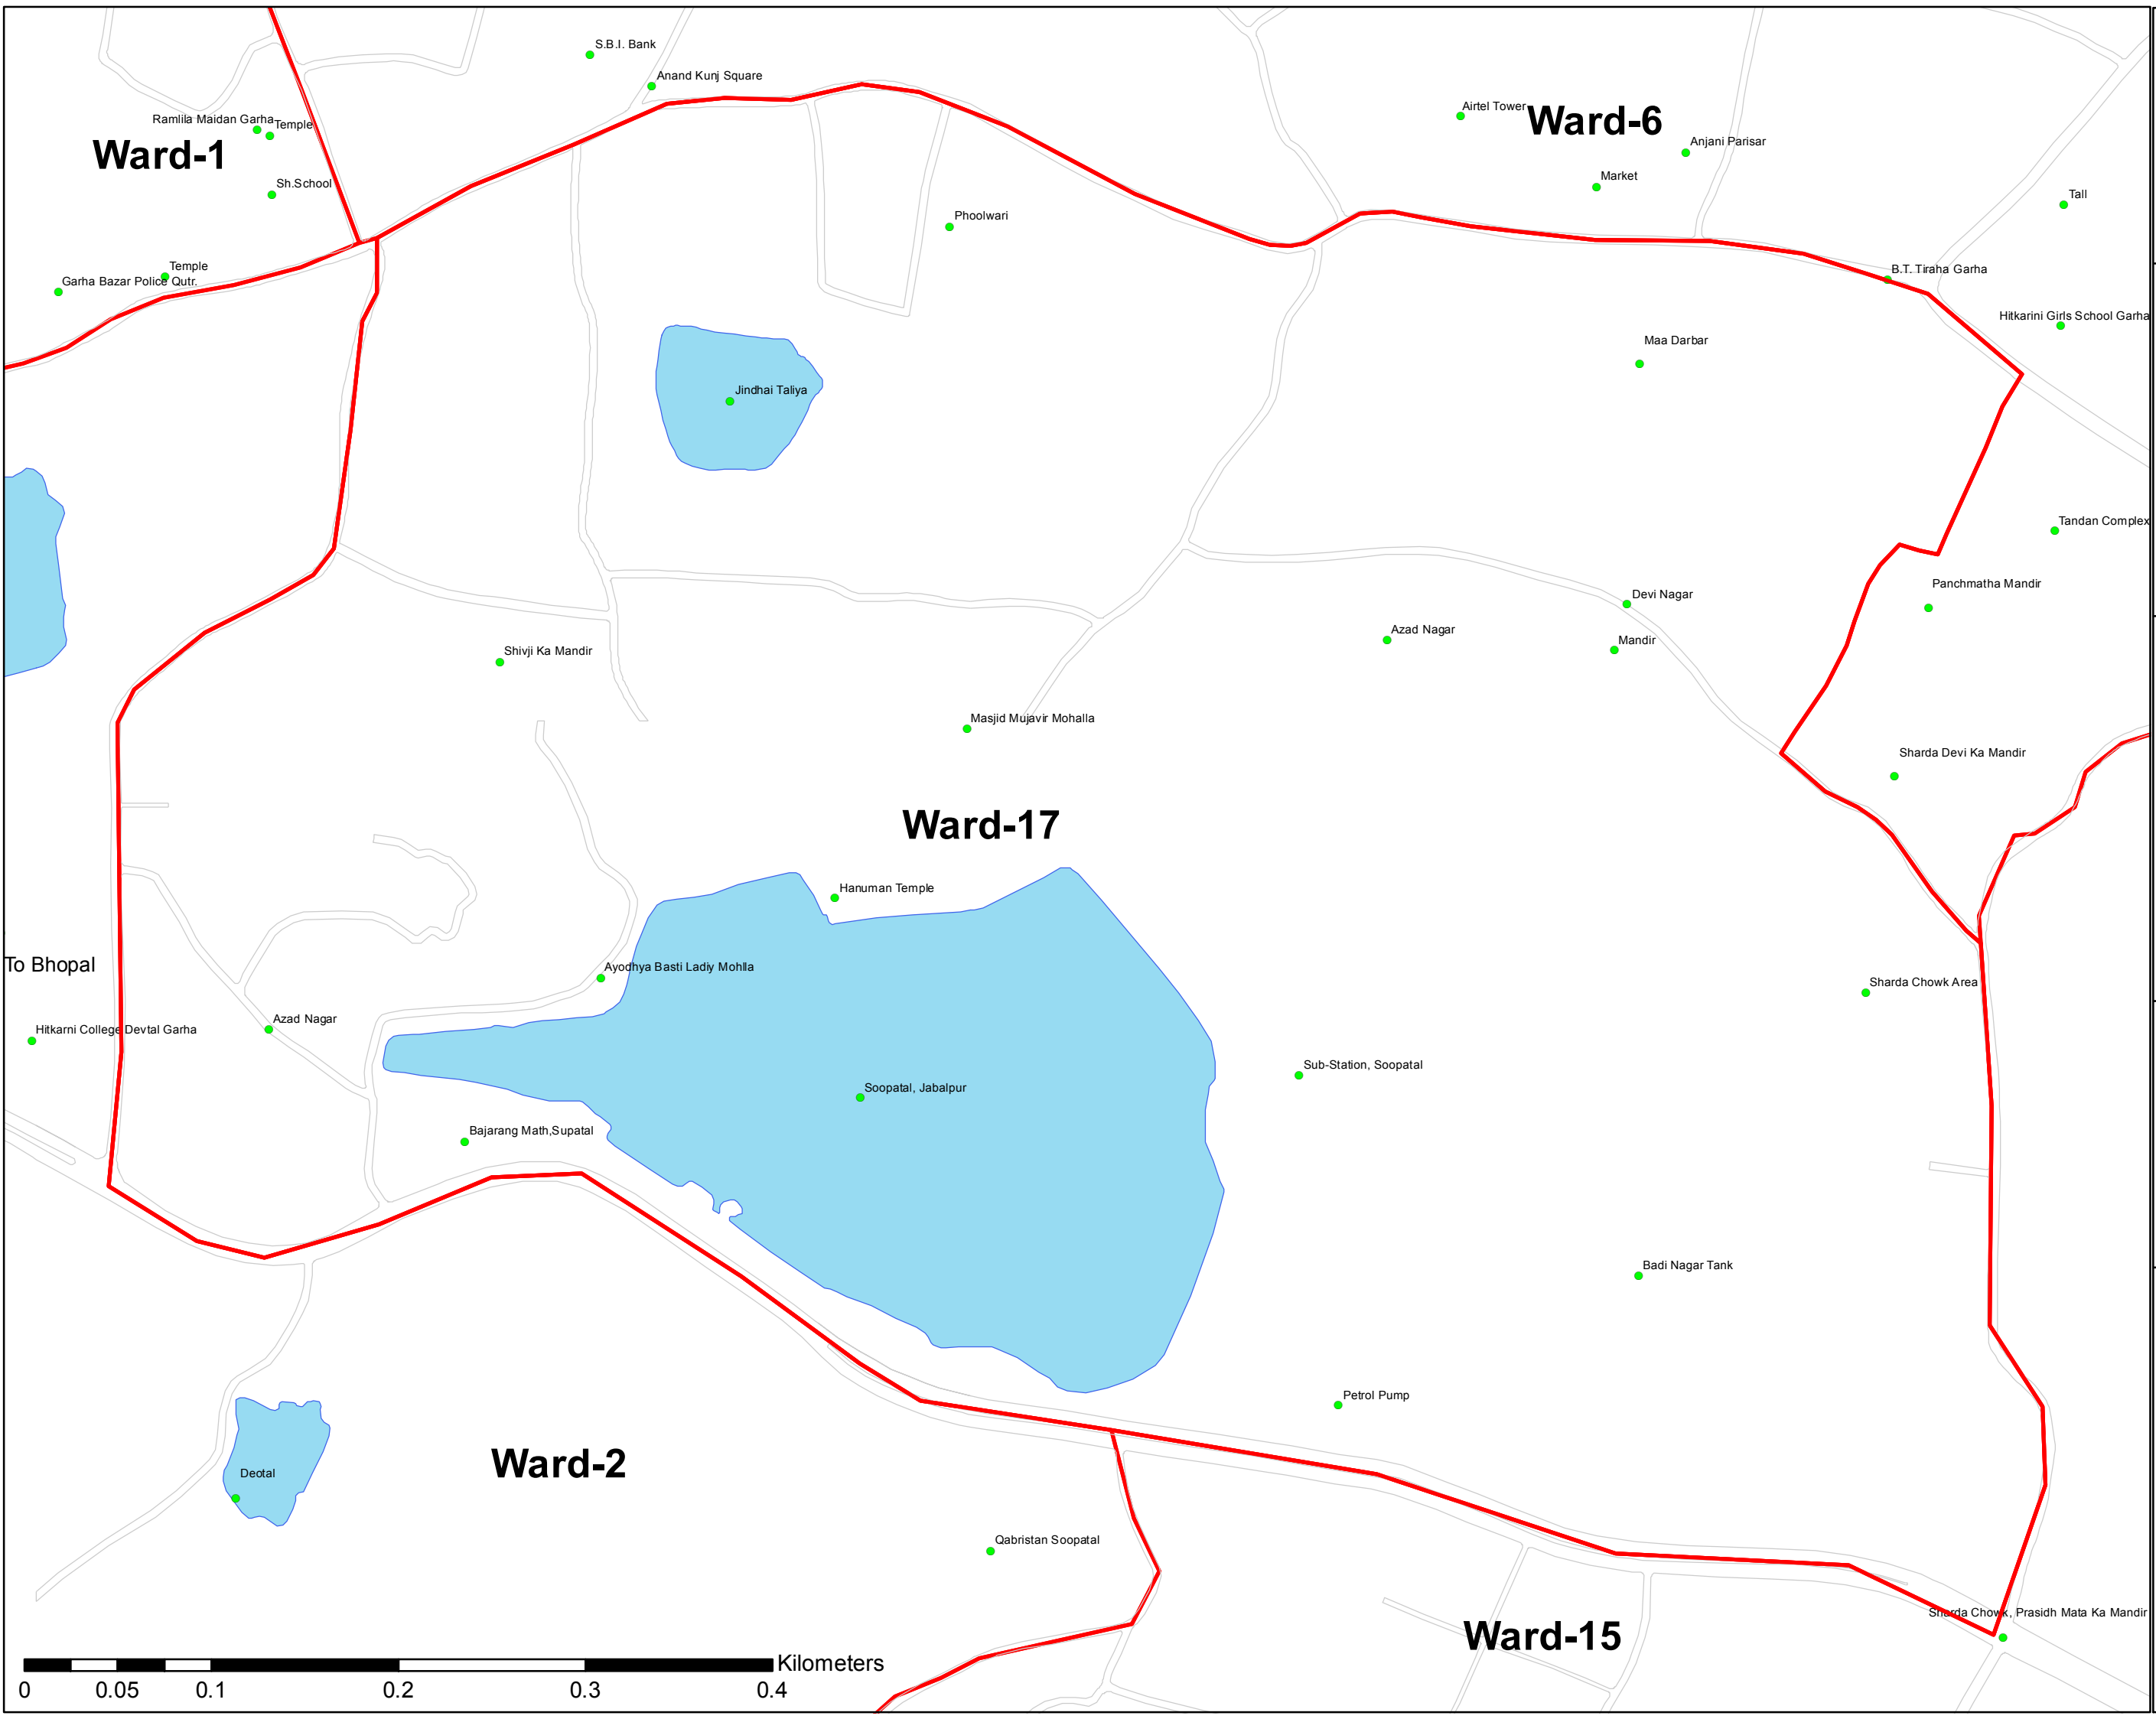 S.B.I. Bank
Anand Kunj Square
Airtel Tower
Ward-6
Ramlila Maidan Garha
Temple
Ward-1
Anjani Parisar
Market
Sh.School
Tall
Phoolwari
Temple
Garha Bazar Police Qutr.
B.T. Tiraha Garha
Hitkarini Girls School Garha
Maa Darbar
Jindhai Taliya
Tandan Complex
Panchmatha Mandir
Devi Nagar
Azad Nagar
Mandir
Shivji Ka Mandir
Masjid Mujavir Mohalla
Sharda Devi Ka Mandir
Ward-17
Hanuman Temple
To Bhopal
Ayodhya Basti Ladiy Mohlla
Sharda Chowk Area
Azad Nagar
Hitkarni College Devtal Garha
Sub-Station, Soopatal
Soopatal, Jabalpur
Bajarang Math,Supatal
Badi Nagar Tank
Petrol Pump
Ward-2
Deotal
Qabristan Soopatal
Sharda Chowk, Prasidh Mata Ka Mandir
Ward-15
Kilometers
0 0.05 0.1 0.2 0.3 0.4